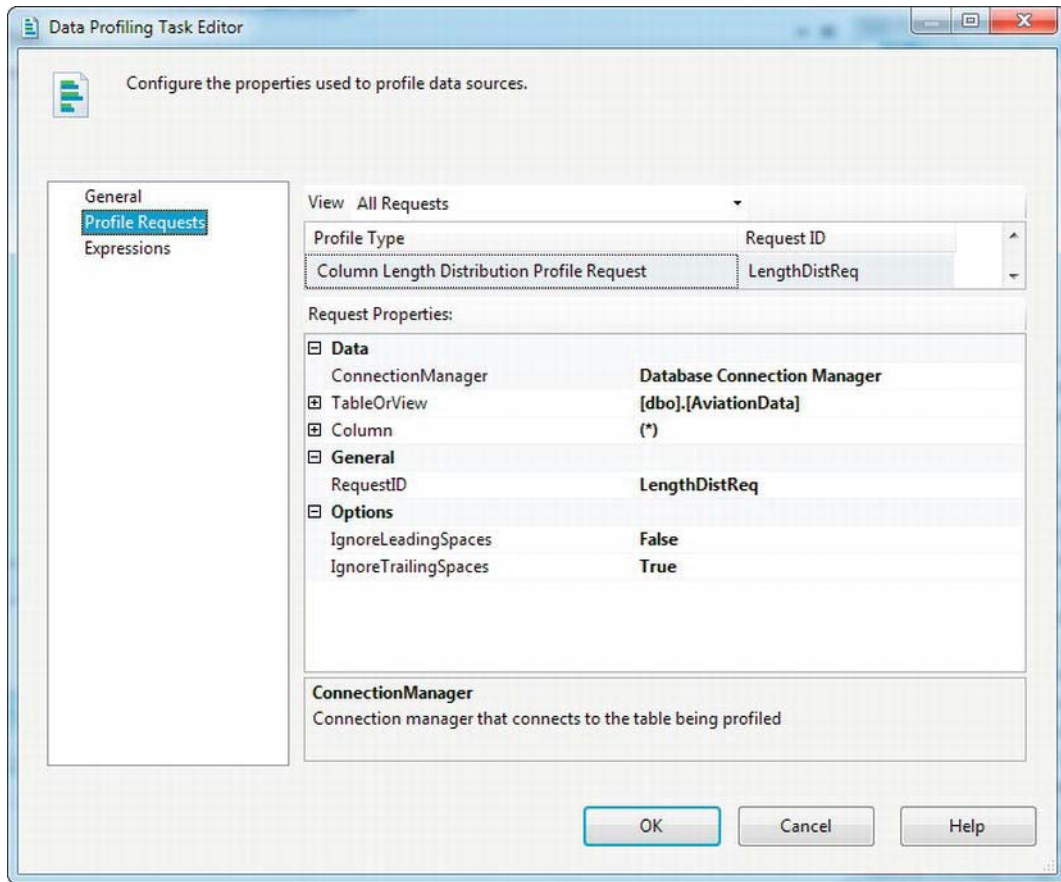 Data Profiling Task Editor
Configure the properties used to profile data sources.
General
Profile Requests
Expressions
View All Requests
Profile Type Request ID
Column Length Distribution Profile Request LengthDistReq
Request Properties:
Data
ConnectionManager Database Connection Manager
TableOrView [dbo].[AviationData]
Column (*)
General
RequestID LengthDistReq
Options
IgnoreLeadingSpaces False
IgnoreTrailingSpaces True
ConnectionManager
Connection manager that connects to the table being profiled
OK Cancel Help